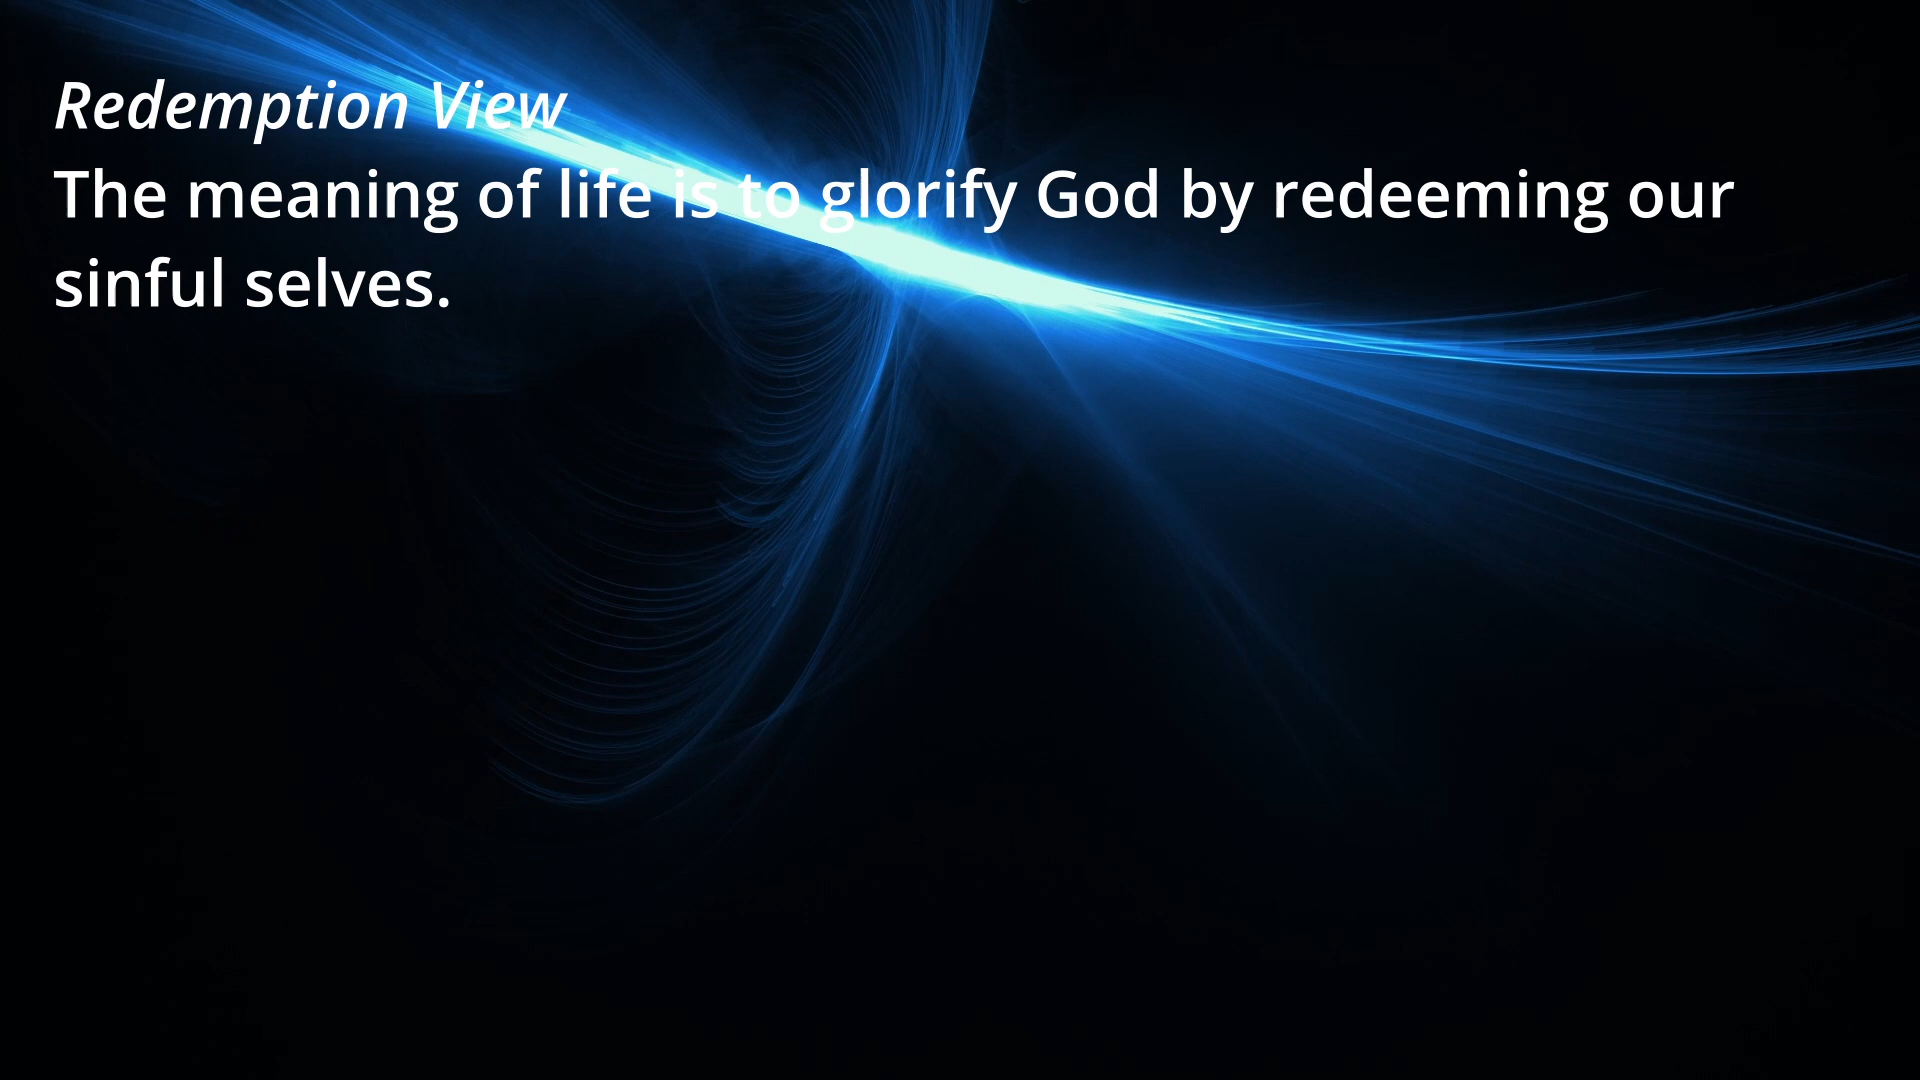 Redemption View
The meaning of life is to glorify God by redeeming our
sinful selves.